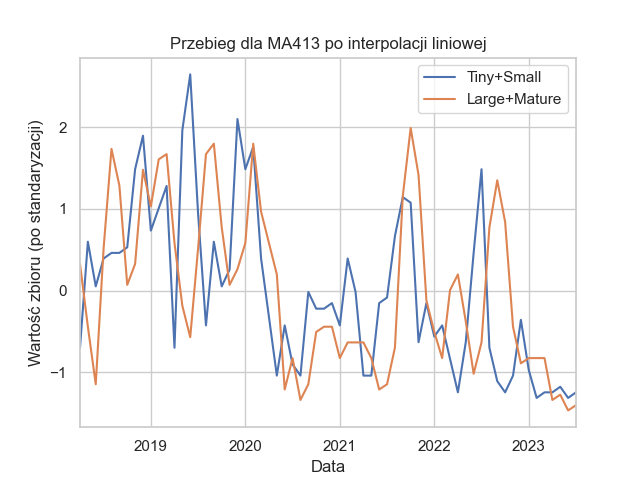 Przebieg dla MA413 po interpolacji liniowej
Tiny+Small
Large+Mature
Wartość zbioru (po standaryzacji)
2
1
0
−1
2019
2020
2021
2022
2023
Data